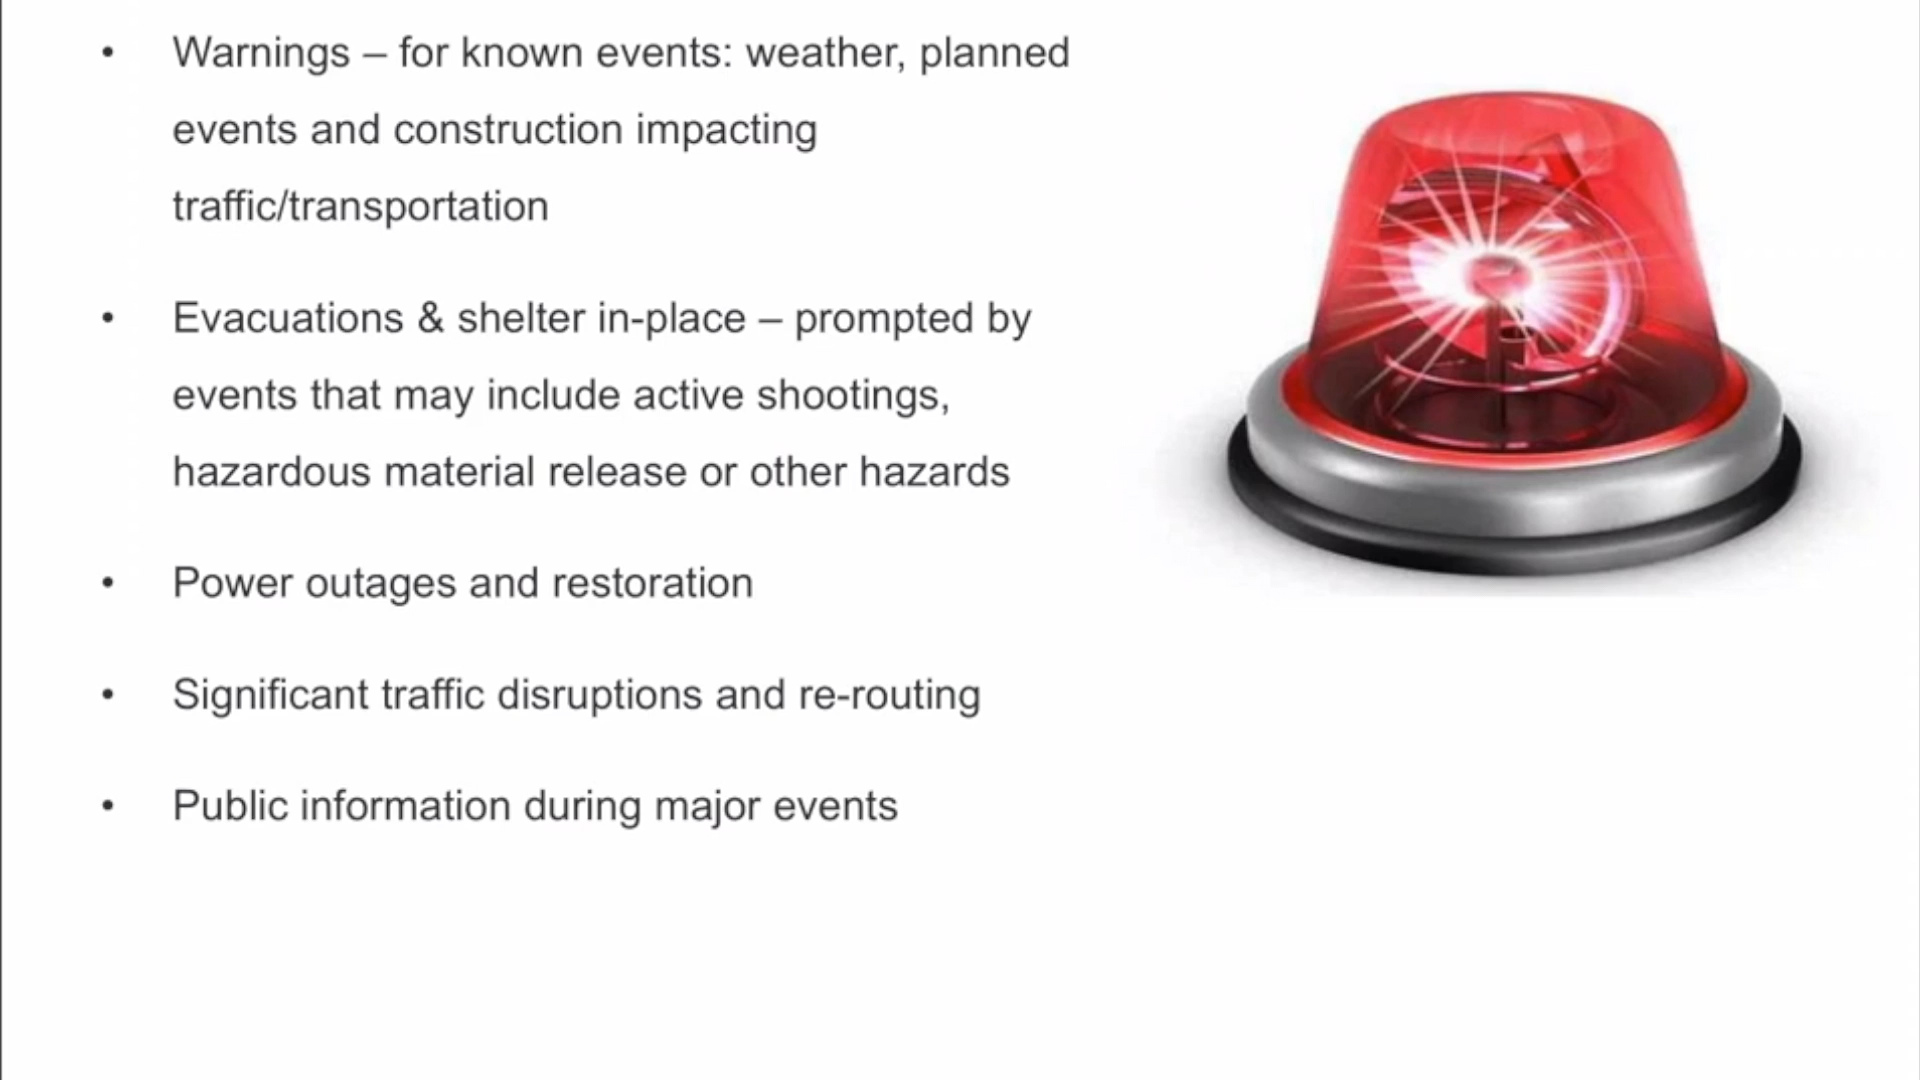 • Warnings – for known events: weather, planned
events and construction impacting
traffic/transportation
• Evacuations & shelter in-place – prompted by
events that may include active shootings,
hazardous material release or other hazards
• Power outages and restoration
• Significant traffic disruptions and re-routing
• Public information during major events